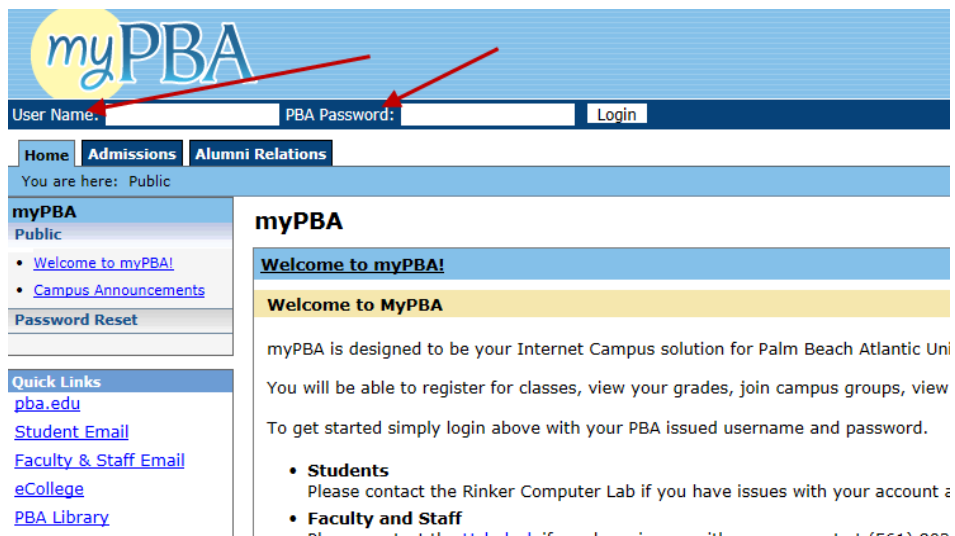 myPBA
User Name:
PBA Password:
Login
Home
Admissions
Alumni Relations
You are here: Public
myPBA
Public
• Welcome to myPBA!
• Campus Announcements
Password Reset
Quick Links
pba.edu
Student Email
Faculty & Staff Email
eCollege
PBA Library
myPBA
Welcome to myPBA!
Welcome to MyPBA
myPBA is designed to be your Internet Campus solution for Palm Beach Atlantic Uni
You will be able to register for classes, view your grades, join campus groups, view
To get started simply login above with your PBA issued username and password.
• Students
Please contact the Rinker Computer Lab if you have issues with your account a
• Faculty and Staff